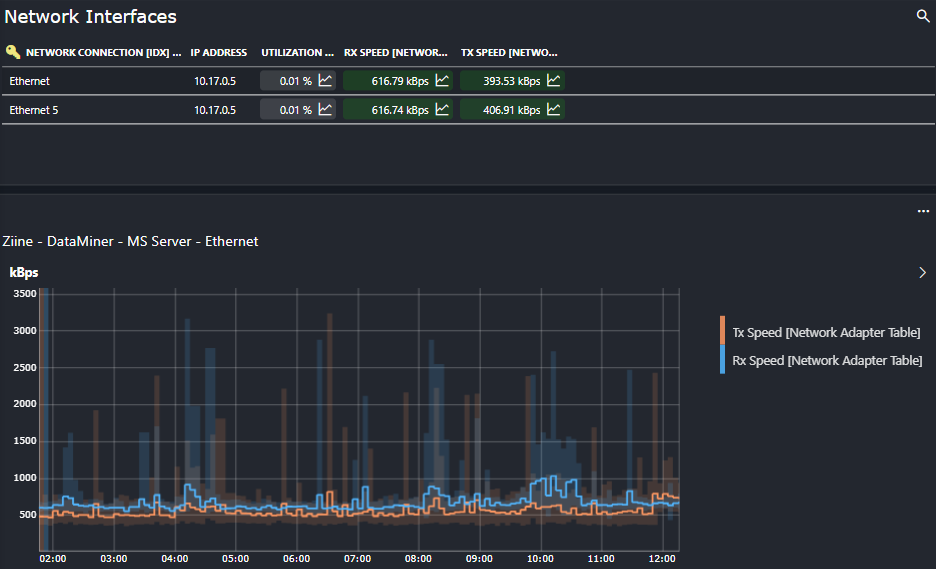 Network Interfaces
NETWORK CONNECTION [IDX] ... IP ADDRESS UTILIZATION ... RX SPEED [NETWOR... TX SPEED [NETWO...
Ethernet 10.17.0.5 0.01 % 616.79 kBps 393.53 kBps
Ethernet 5 10.17.0.5 0.01 % 616.74 kBps 406.91 kBps
Ziine - DataMiner - MS Server - Ethernet
kBps
3500
3000
2500
2000
1500
1000
500
02:00 03:00 04:00 05:00 06:00 07:00 08:00 09:00 10:00 11:00 12:00
Tx Speed [Network Adapter Table]
Rx Speed [Network Adapter Table]